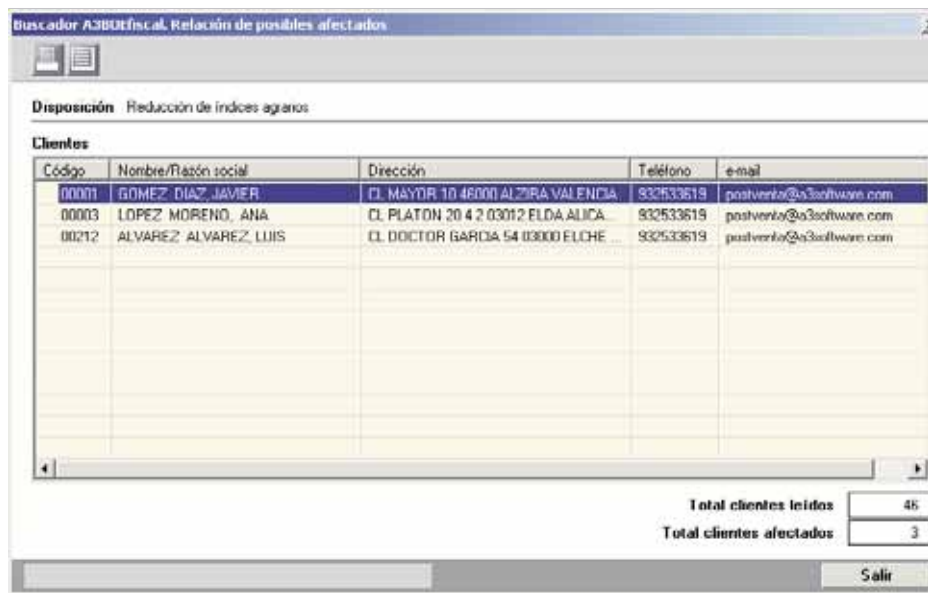 Buscador A3BOEfiscal. Relación de posibles afectados
Disposición Reducción de índices agrarios
Clientes
Código Nombre/Razón social Dirección Teléfono e-mail
00001 GOMEZ DIAZ, JAVIER CL MAYOR 10 46000 ALZIRA VALENCIA 932533619 postventa@a3software.com
00003 LOPEZ MORENO, ANA CL PLATON 20 4 2 03012 ELDA ALICA... 932533619 postventa@a3software.com
00212 ALVAREZ ALVAREZ, LUIS CL DOCTOR GARCIA 54 03000 ELCHE ... 932533619 postventa@a3software.com
Total clientes leídos 46
Total clientes afectados 3
Salir